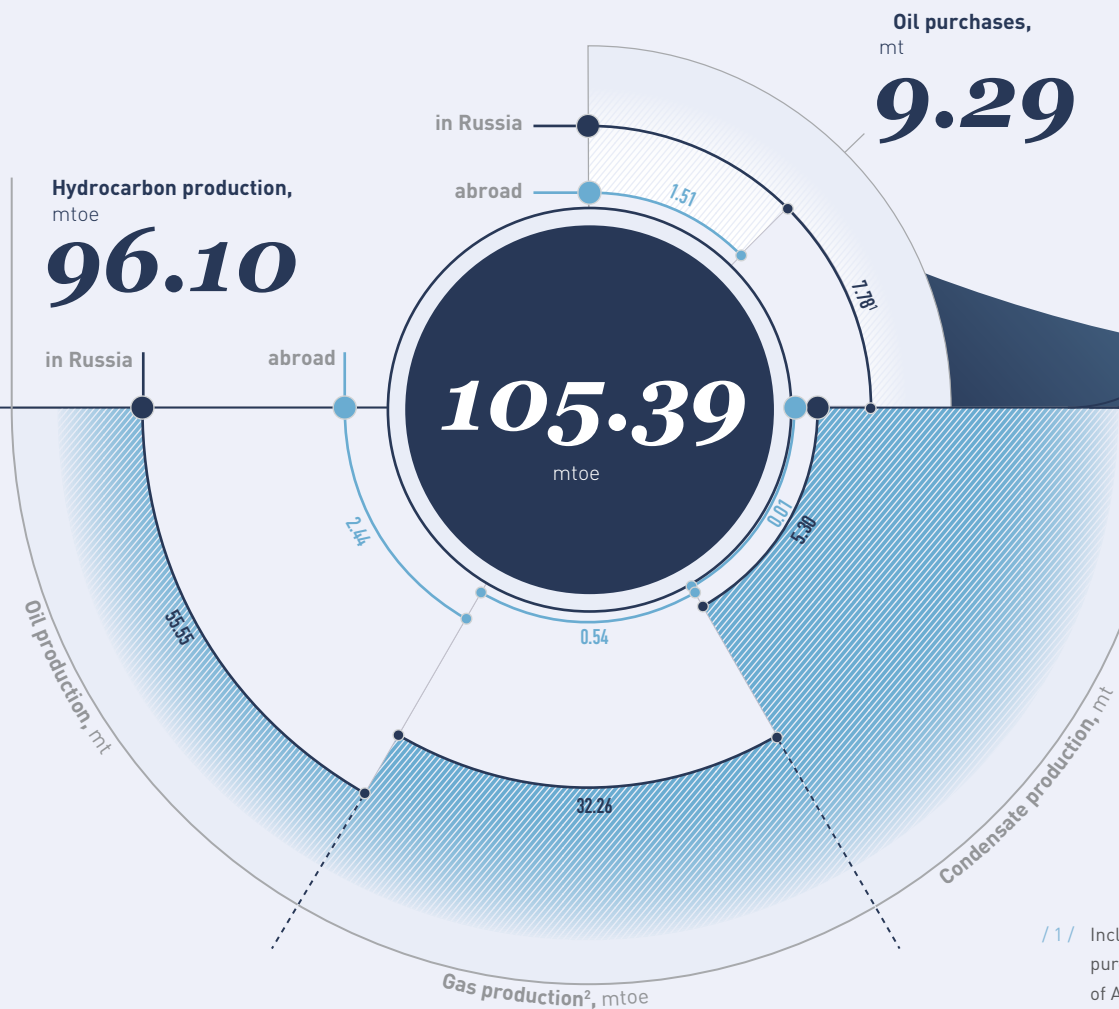 Oil purchases,
mt
9.29
in Russia
abroad
1.51
7.78¹
Hydrocarbon production,
mtoe
96.10
in Russia
abroad
105.39
mtoe
2.44
55.55
0.54
32.26
0.01
5.30
Oil production, mt
Gas production², mtoe
Condensate production, mt
/ 1 / Incl
pur
of A